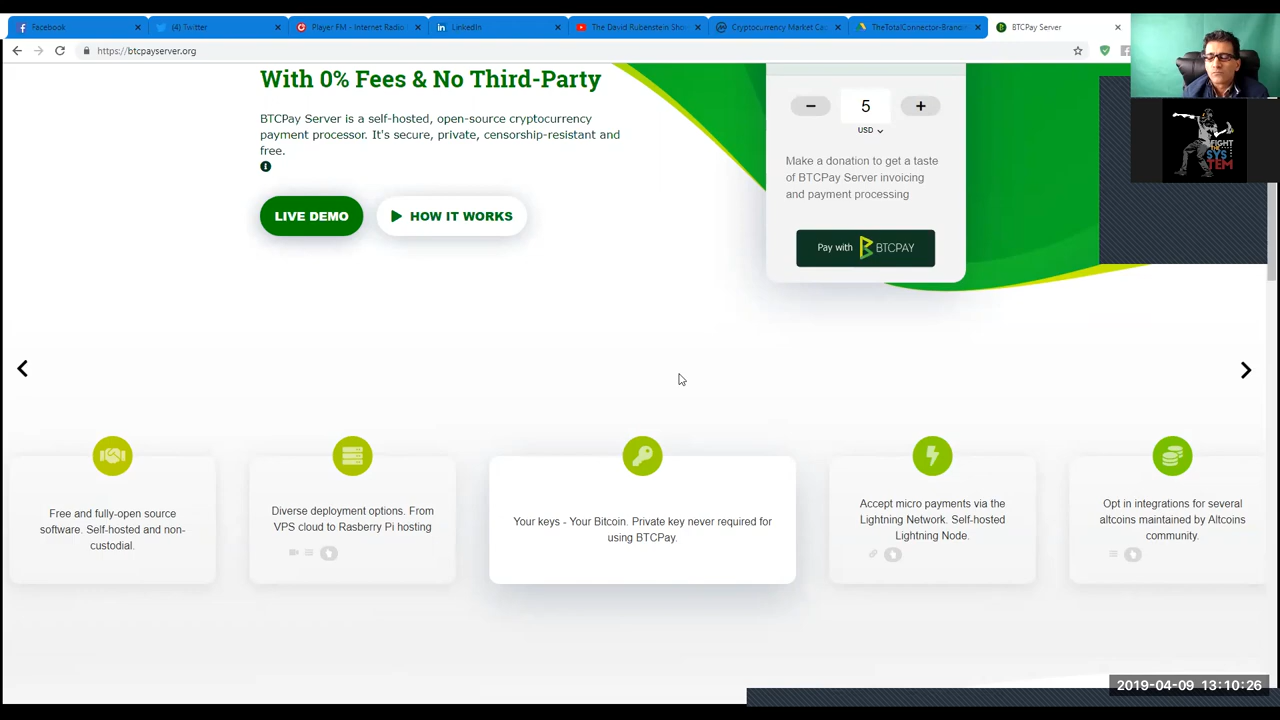 Facebook
(4) Twitter
Player FM - Internet Radio
LinkedIn
The David Rubenstein Show
Cryptocurrency Market Ca
TheTotalConnector-Brand
BTCPay Server
https://btcpayserver.org
With 0% Fees & No Third-Party
BTCPay Server is a self-hosted, open-source cryptocurrency
payment processor. It's secure, private, censorship-resistant and
free.
LIVE DEMO
HOW IT WORKS
5
USD
Make a donation to get a taste
of BTCPay Server invoicing
and payment processing
Pay with BTCPAY
FIGHT
THE
SYS
TEM
Free and fully-open source
software. Self-hosted and non-
custodial.
Diverse deployment options. From
VPS cloud to Rasberry Pi hosting
Your keys - Your Bitcoin. Private key never required for
using BTCPay.
Accept micro payments via the
Lightning Network. Self-hosted
Lightning Node.
Opt in integrations for several
altcoins maintained by Altcoins
community.
2019-04-09 13:10:26